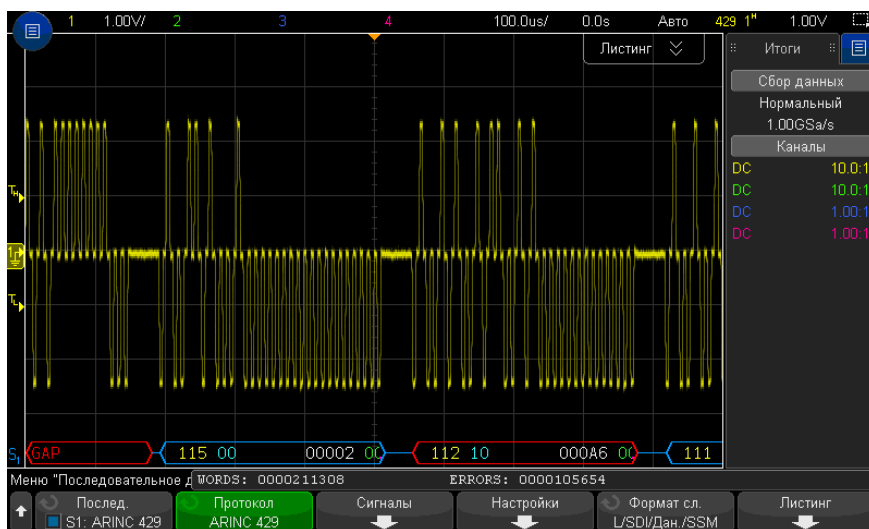 1 1.00V/ 2 3 4 100.0us/ 0.0s Авто 429 1ᴴ 1.00V
Листинг
Итоги
Сбор данных
Нормальный
1.00GSa/s
Каналы
DC 10.0:1
DC 10.0:1
DC 1.00:1
DC 1.00:1
Tн
1
TL
S1 GAP 115 00 00002 00 112 10 000A6 00 111
Меню "Последовательное д WORDS: 0000211308 ERRORS: 0000105654
Послед. Протокол Сигналы Настройки Формат сл. Листинг
S1: ARINC 429 ARINC 429 L/SDI/Дан./SSM